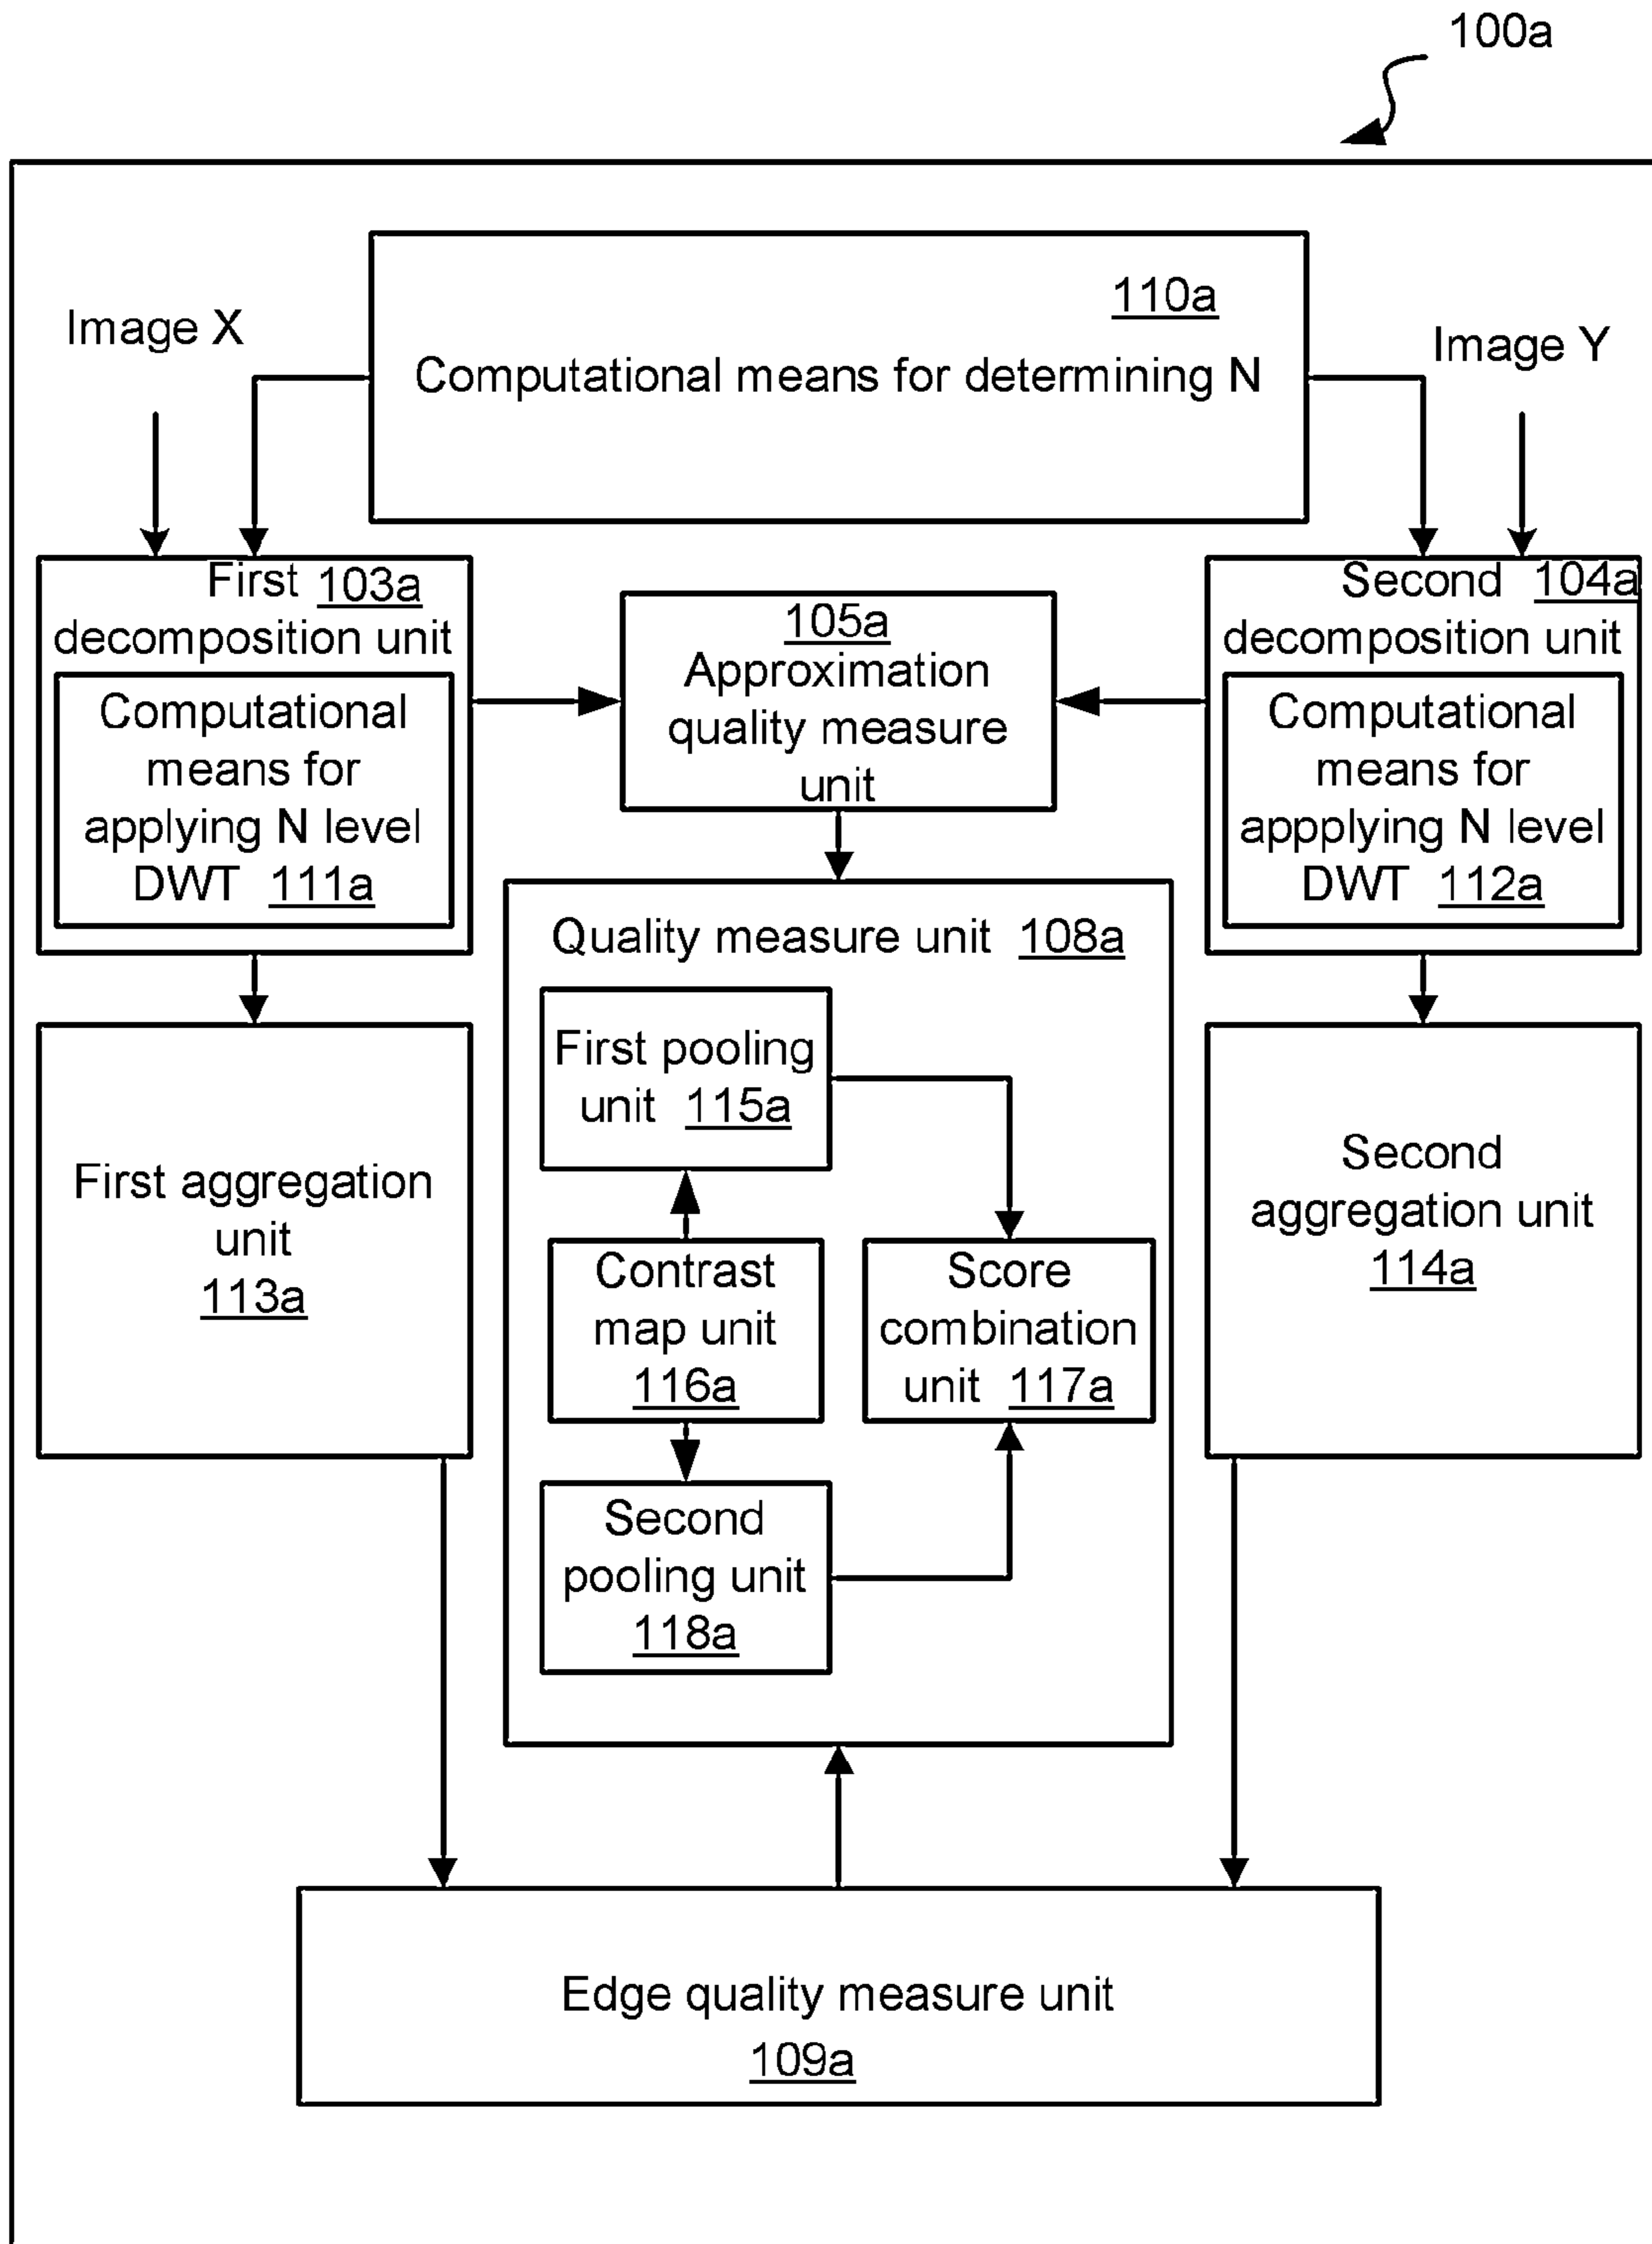 100a
110a
Computational means for determining N
Image X
Image Y
First 103a
decomposition unit
Computational
means for
applying N level
DWT 111a
105a
Approximation
quality measure
unit
Second 104a
decomposition unit
Computational
means for
appplying N level
DWT 112a
Quality measure unit 108a
First pooling
unit 115a
Contrast
map unit
116a
Score
combination
unit 117a
Second
pooling unit
118a
First aggregation
unit
113a
Second
aggregation unit
114a
Edge quality measure unit
109a